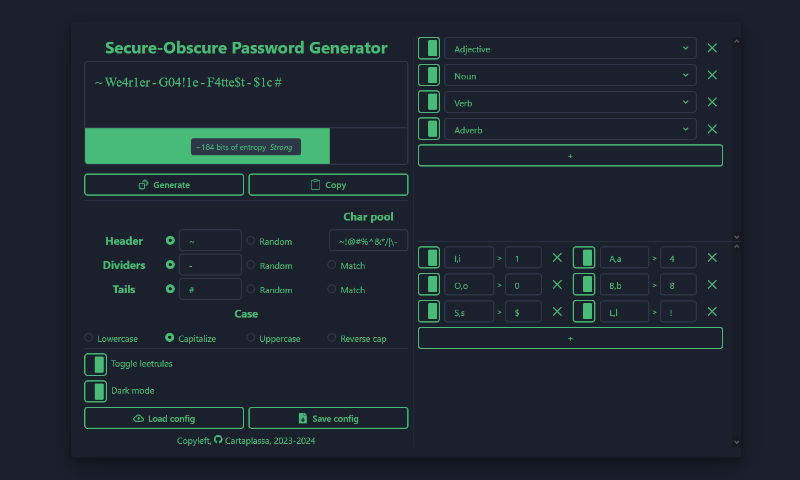 Secure-Obscure Password Generator
~We4r1er-G04!1e-F4tte$t-$1c#
~184 bits of entropy Strong
Generate
Copy
Char pool
Header
~
Random
~!@#%^&*/|\-
Dividers
-
Random
Match
Tails
#
Random
Match
Case
Lowercase
Capitalize
Uppercase
Reverse cap
Toggle leetrules
Dark mode
Load config
Save config
Copyleft, Cartaplassa, 2023-2024
Adjective
Noun
Verb
Adverb
+
I,i > 1
A,a > 4
O,o > 0
B,b > 8
S,s > $
L,l > !
+